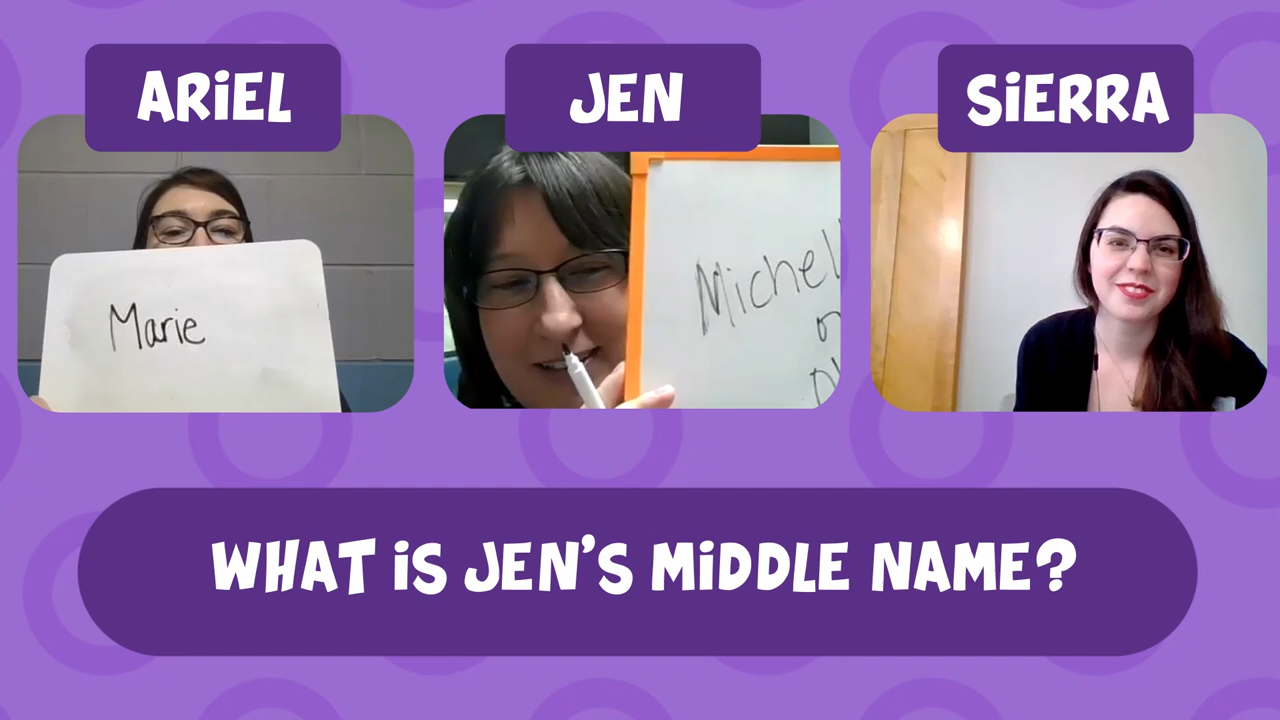 ARiEL
JEN
SiERRA
Marie
WHAT iS JEN'S MiDDLE NAME?